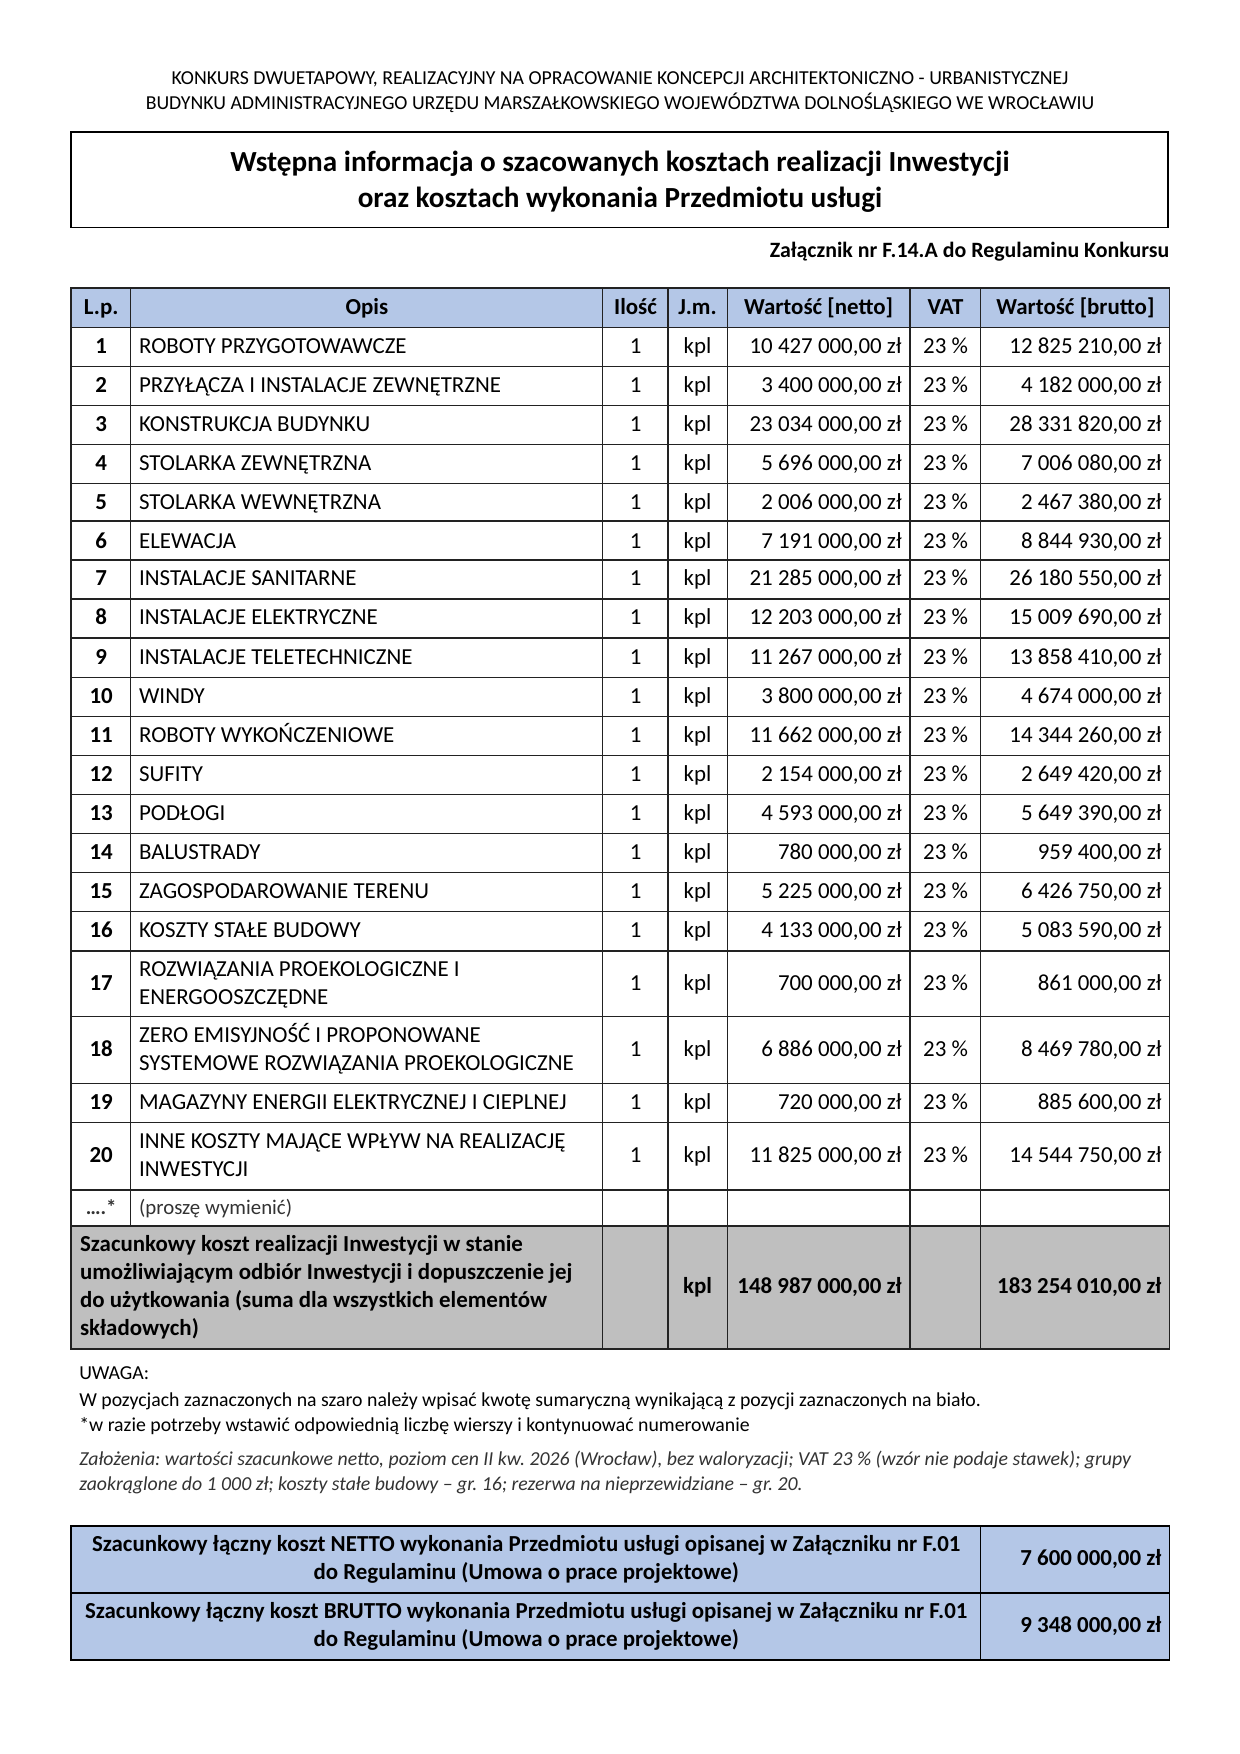 KONKURS DWUETAPOWY, REALIZACYJNY NA OPRACOWANIE KONCEPCJI ARCHITEKTONICZNO - URBANISTYCZNEJ
BUDYNKU ADMINISTRACYJNEGO URZĘDU MARSZAŁKOWSKIEGO WOJEWÓDZTWA DOLNOŚLĄSKIEGO WE WROCŁAWIU
Wstępna informacja o szacowanych kosztach realizacji Inwestycji
oraz kosztach wykonania Przedmiotu usługi
Załącznik nr F.14.A do Regulaminu Konkursu
L.p. Opis Ilość J.m. Wartość [netto] VAT Wartość [brutto]
1 ROBOTY PRZYGOTOWAWCZE 1 kpl 10 427 000,00 zł 23 % 12 825 210,00 zł
2 PRZYŁĄCZA I INSTALACJE ZEWNĘTRZNE 1 kpl 3 400 000,00 zł 23 % 4 182 000,00 zł
3 KONSTRUKCJA BUDYNKU 1 kpl 23 034 000,00 zł 23 % 28 331 820,00 zł
4 STOLARKA ZEWNĘTRZNA 1 kpl 5 696 000,00 zł 23 % 7 006 080,00 zł
5 STOLARKA WEWNĘTRZNA 1 kpl 2 006 000,00 zł 23 % 2 467 380,00 zł
6 ELEWACJA 1 kpl 7 191 000,00 zł 23 % 8 844 930,00 zł
7 INSTALACJE SANITARNE 1 kpl 21 285 000,00 zł 23 % 26 180 550,00 zł
8 INSTALACJE ELEKTRYCZNE 1 kpl 12 203 000,00 zł 23 % 15 009 690,00 zł
9 INSTALACJE TELETECHNICZNE 1 kpl 11 267 000,00 zł 23 % 13 858 410,00 zł
10 WINDY 1 kpl 3 800 000,00 zł 23 % 4 674 000,00 zł
11 ROBOTY WYKOŃCZENIOWE 1 kpl 11 662 000,00 zł 23 % 14 344 260,00 zł
12 SUFITY 1 kpl 2 154 000,00 zł 23 % 2 649 420,00 zł
13 PODŁOGI 1 kpl 4 593 000,00 zł 23 % 5 649 390,00 zł
14 BALUSTRADY 1 kpl 780 000,00 zł 23 % 959 400,00 zł
15 ZAGOSPODAROWANIE TERENU 1 kpl 5 225 000,00 zł 23 % 6 426 750,00 zł
16 KOSZTY STAŁE BUDOWY 1 kpl 4 133 000,00 zł 23 % 5 083 590,00 zł
17 ROZWIĄZANIA PROEKOLOGICZNE I
ENERGOOSZCZĘDNE 1 kpl 700 000,00 zł 23 % 861 000,00 zł
18 ZERO EMISYJNOŚĆ I PROPONOWANE
SYSTEMOWE ROZWIĄZANIA PROEKOLOGICZNE 1 kpl 6 886 000,00 zł 23 % 8 469 780,00 zł
19 MAGAZYNY ENERGII ELEKTRYCZNEJ I CIEPLNEJ 1 kpl 720 000,00 zł 23 % 885 600,00 zł
20 INNE KOSZTY MAJĄCE WPŁYW NA REALIZACJĘ
INWESTYCJI 1 kpl 11 825 000,00 zł 23 % 14 544 750,00 zł
....* (proszę wymienić)
Szacunkowy koszt realizacji Inwestycji w stanie
umożliwiającym odbiór Inwestycji i dopuszczenie jej
do użytkowania (suma dla wszystkich elementów
składowych) kpl 148 987 000,00 zł 183 254 010,00 zł
UWAGA:
W pozycjach zaznaczonych na szaro należy wpisać kwotę sumaryczną wynikającą z pozycji zaznaczonych na biało.
*w razie potrzeby wstawić odpowiednią liczbę wierszy i kontynuować numerowanie
Założenia: wartości szacunkowe netto, poziom cen II kw. 2026 (Wrocław), bez waloryzacji; VAT 23 % (wzór nie podaje stawek); grupy
zaokrąglone do 1 000 zł; koszty stałe budowy – gr. 16; rezerwa na nieprzewidziane – gr. 20.
Szacunkowy łączny koszt NETTO wykonania Przedmiotu usługi opisanej w Załączniku nr F.01
do Regulaminu (Umowa o prace projektowe) 7 600 000,00 zł
Szacunkowy łączny koszt BRUTTO wykonania Przedmiotu usługi opisanej w Załączniku nr F.01
do Regulaminu (Umowa o prace projektowe) 9 348 000,00 zł